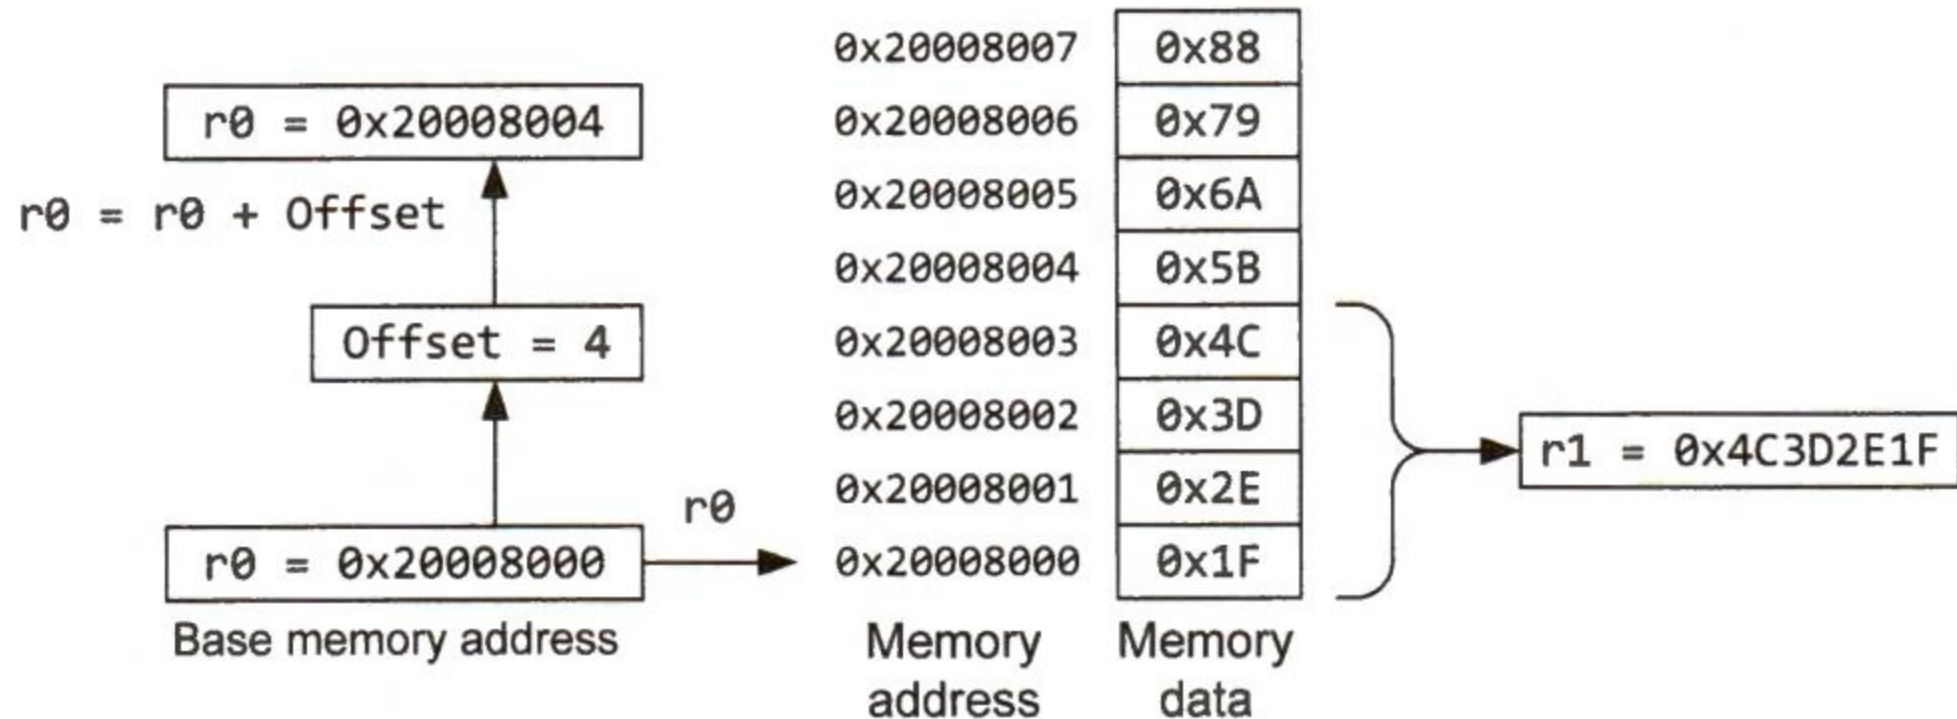 r0 = 0x20008004
r0 = r0 + Offset
Offset = 4
r0 = 0x20008000
Base memory address
r0
0x20008007 0x88
0x20008006 0x79
0x20008005 0x6A
0x20008004 0x5B
0x20008003 0x4C
0x20008002 0x3D
0x20008001 0x2E
0x20008000 0x1F
Memory address
Memory data
r1 = 0x4C3D2E1F